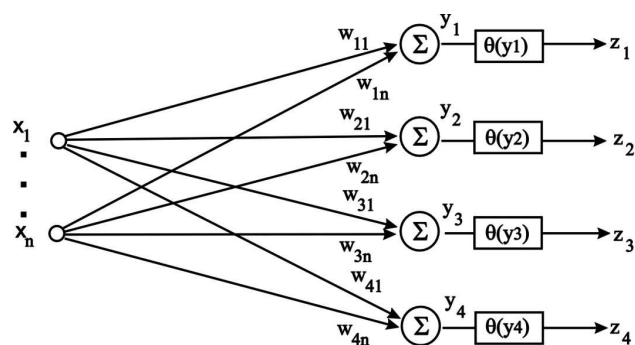 w11 Σ y1 θ(y1) z1
w1n
x1 w21 Σ y2 θ(y2) z2
w2n
w31
xn w3n Σ y3 θ(y3) z3
w41
w4n Σ y4 θ(y4) z4